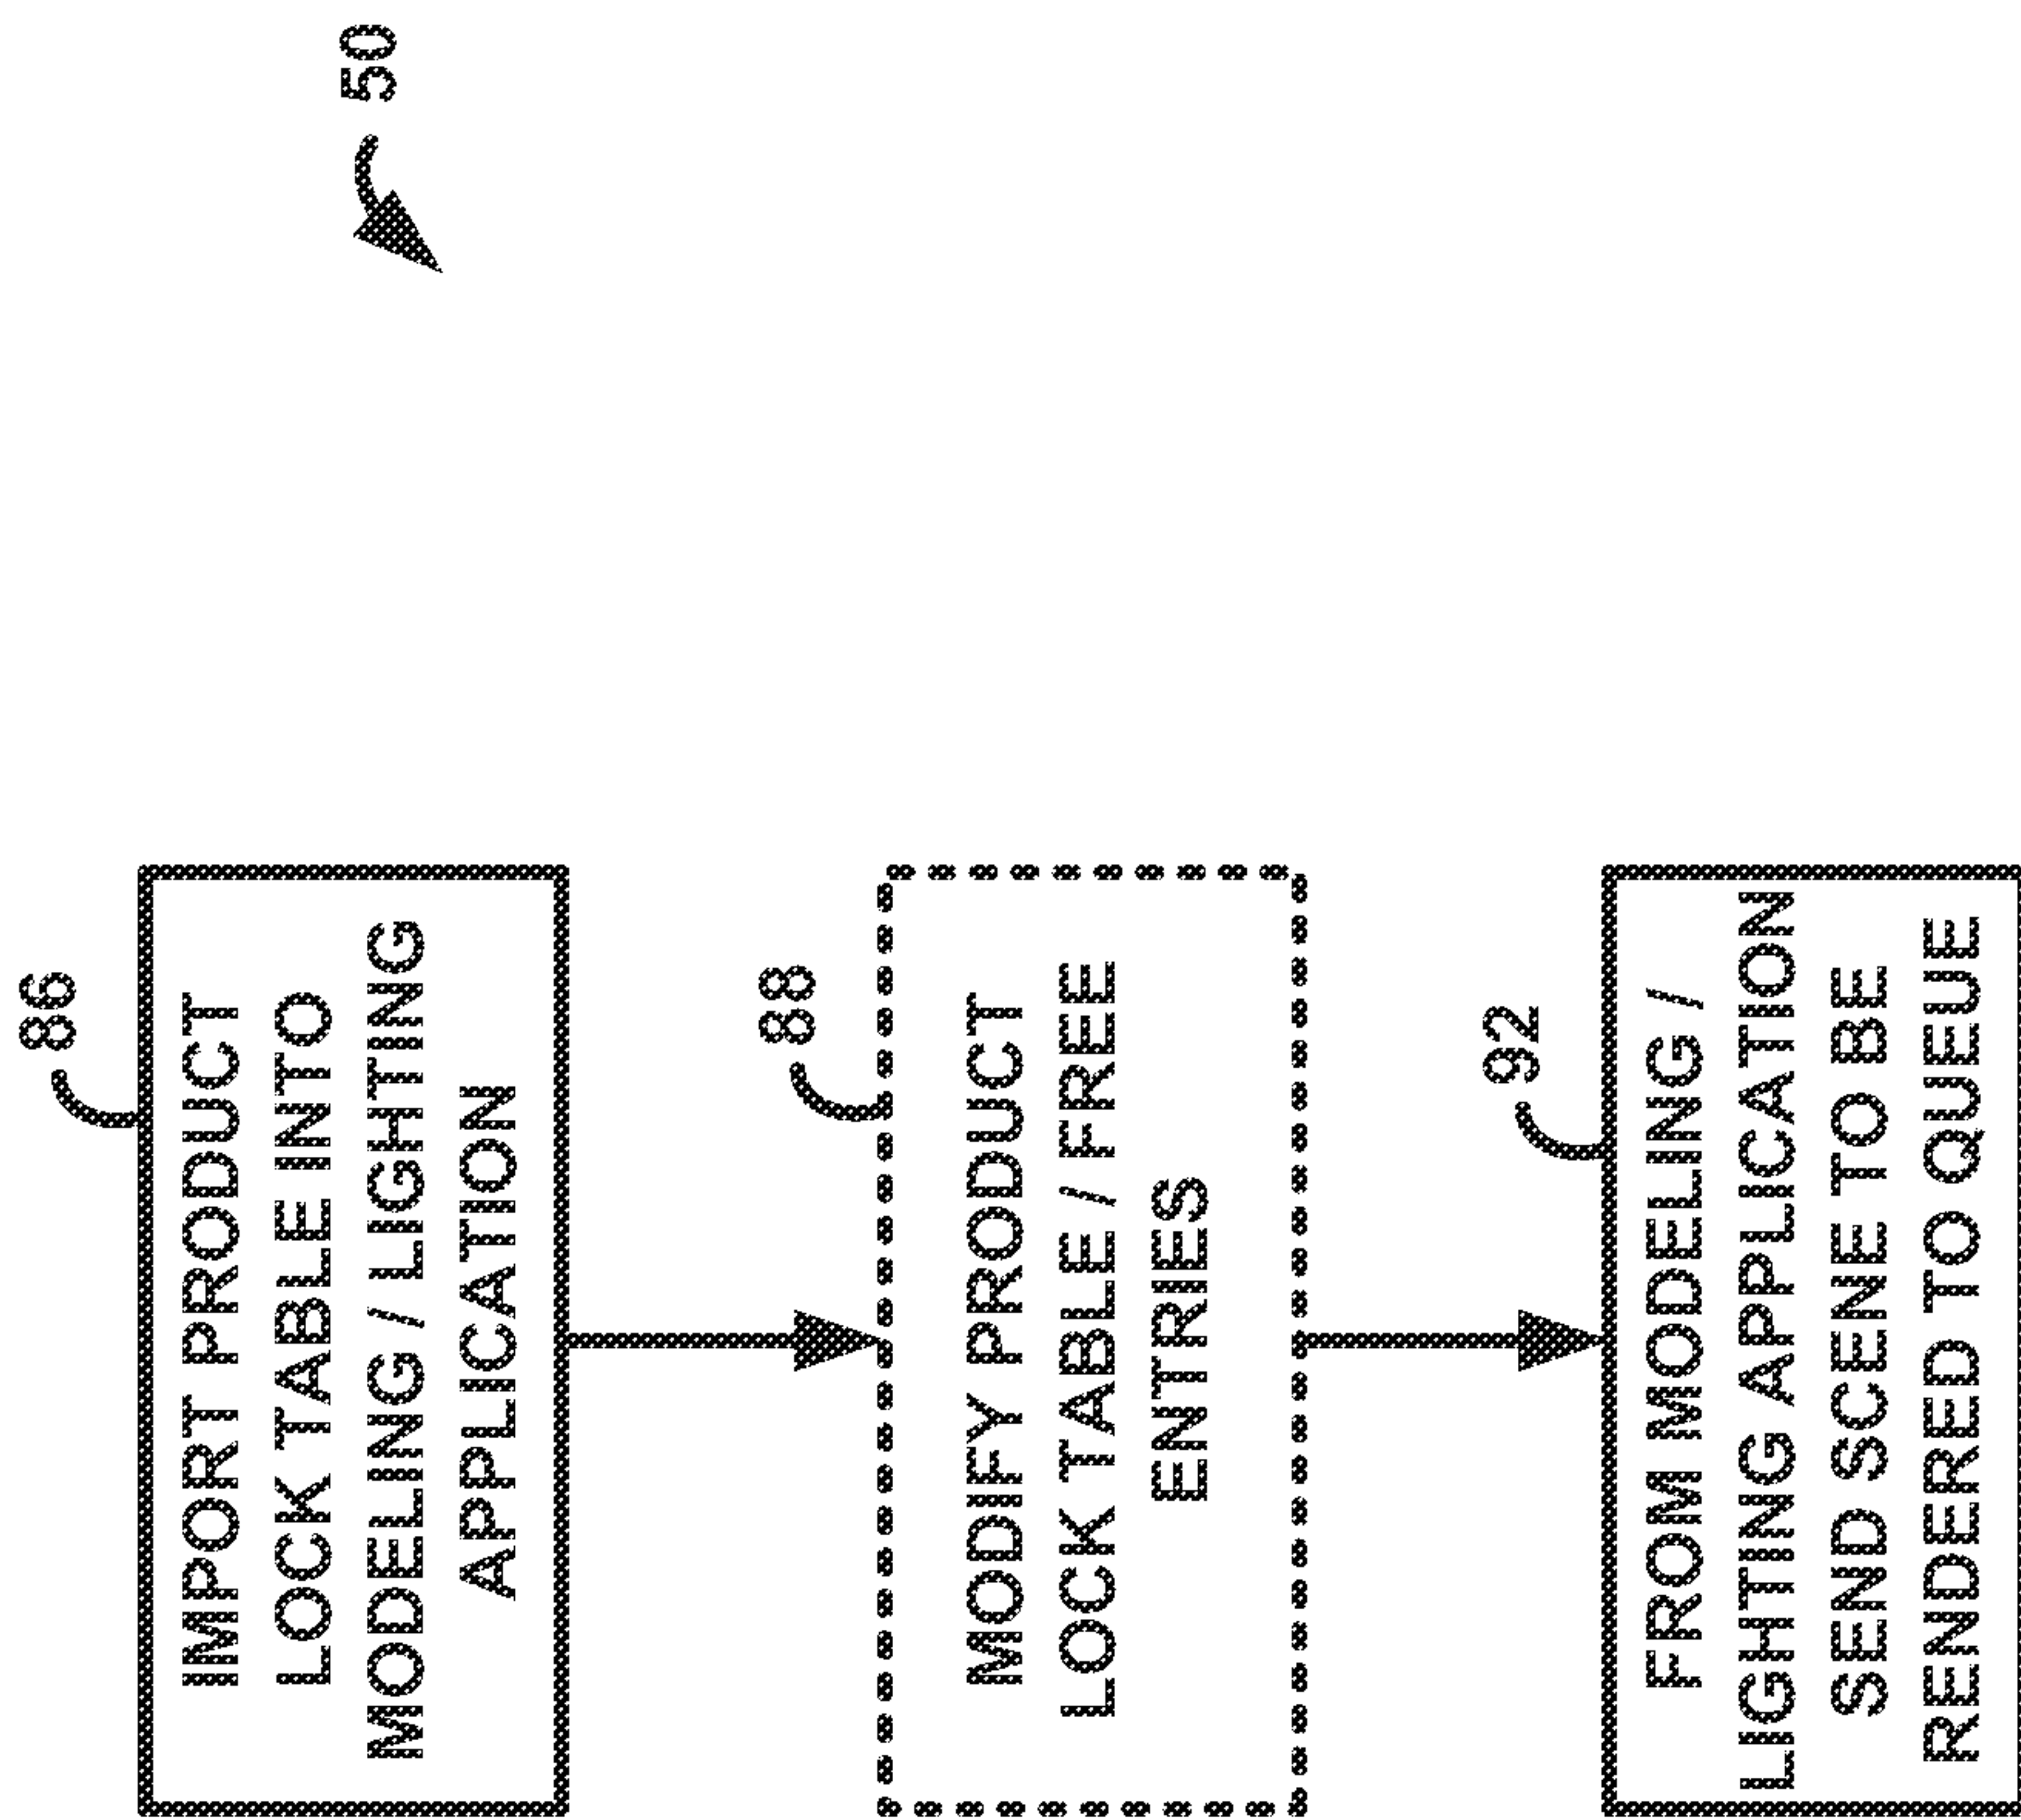 50
86
IMPORT PRODUCT
LOCK TABLE INTO
MODELING / LIGHTING
APPLICATION
88
MODIFY PRODUCT
LOCK TABLE / FREE
ENTRIES
92
FROM MODELING /
LIGHTING APPLICATION
SEND SCENE TO BE
RENDERED TO QUEUE